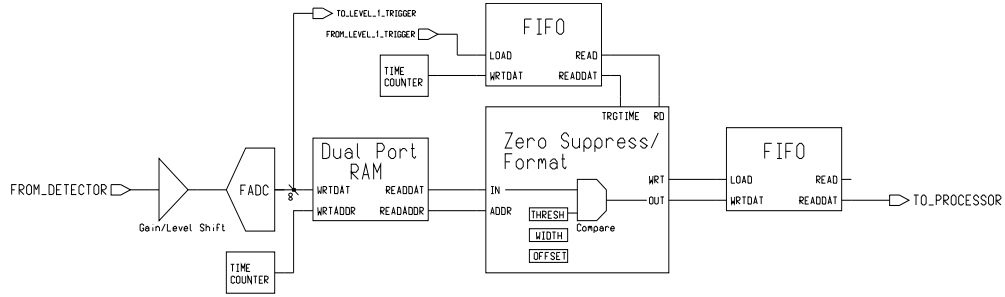 TO_LEVEL_1_TRIGGER
FROM_LEVEL_1_TRIGGER
FIFO
LOAD READ
WRTDAT READDAT
TIME
COUNTER
TRGTIME RD
Zero Suppress/
Format
Dual Port
RAM
FIFO
FROM_DETECTOR
FADC
8
WRTDAT READDAT
WRTADDR READADDR
IN
ADDR
WRT
OUT
LOAD READ
WRTDAT READDAT
TO_PROCESSOR
Gain/Level Shift
THRESH
Compare
WIDTH
OFFSET
TIME
COUNTER